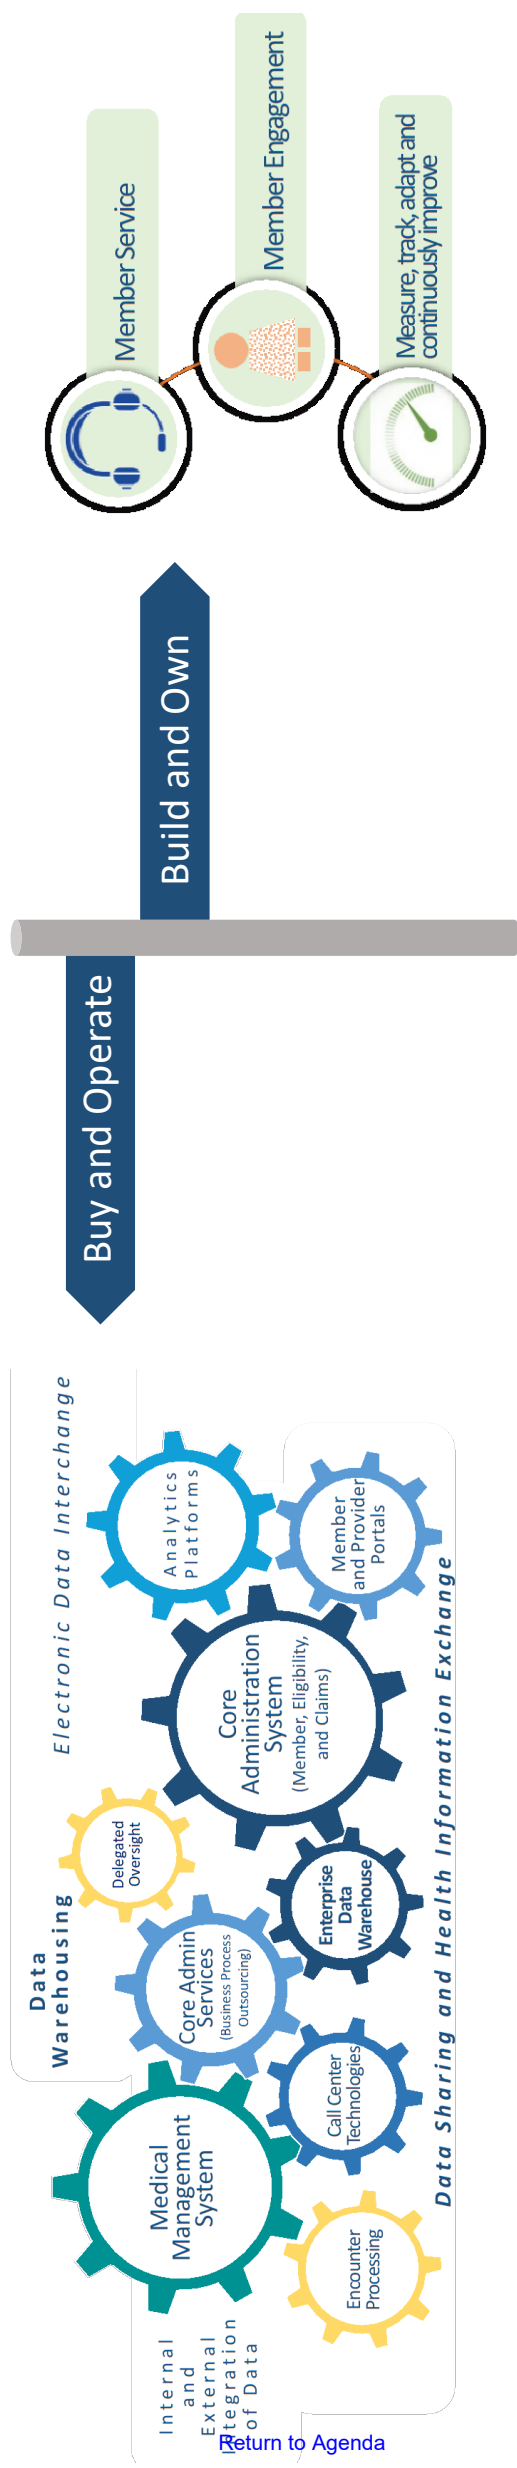 Internal
and
External
Integration
of Data
Medical
Management
System
Encounter
Processing
Data
Warehousing
Core Admin
Services
(Business Process
Outsourcing)
Call Center
Technologies
Delegated
Oversight
Enterprise
Data
Warehouse
Electronic Data Interchange
Core
Administration
System
(Member, Eligibility,
and Claims)
Analytics
Platforms
Member
and Provider
Portals
Data Sharing and Health Information Exchange
Buy and Operate
Build and Own
Member Service
Member Engagement
Measure, track, adapt and
continuously improve
Return to Agenda